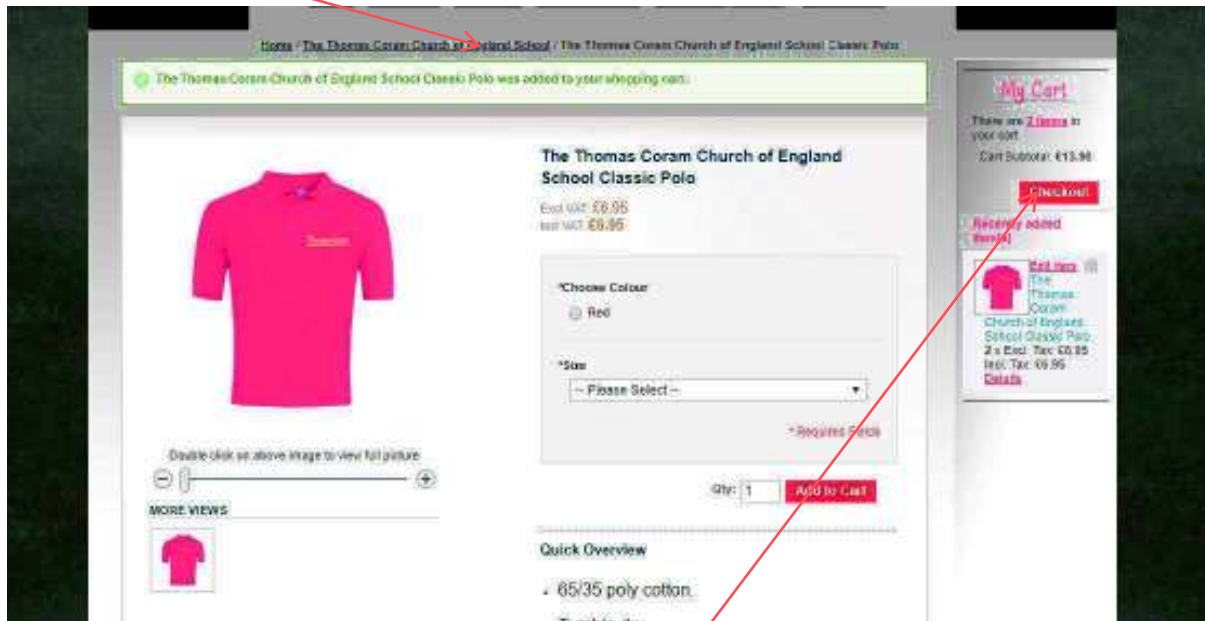 Home / The Thomas Coram Church of England School / The Thomas Coram Church of England School Classic Polo
The Thomas Coram Church of England School Classic Polo was added to your shopping cart.
The Thomas Coram Church of England
School Classic Polo
Excl VAT: £6.95
Incl VAT: £6.95
*Choose Colour
Red
*Size
-- Please Select --
* Required Fields
Qty: 1 Add to Cart
Double click on above image to view full picture
MORE VIEWS
Quick Overview
65/35 poly cotton.
My Cart
There are 2 items in
your cart
Cart Subtotal: £13.90
Checkout
Recently added
item(s)
Edit item
The
Thomas
Coram
Church of England
School Classic Polo
2 x Excl. Tax: £6.95
Incl. Tax: £6.95
Details